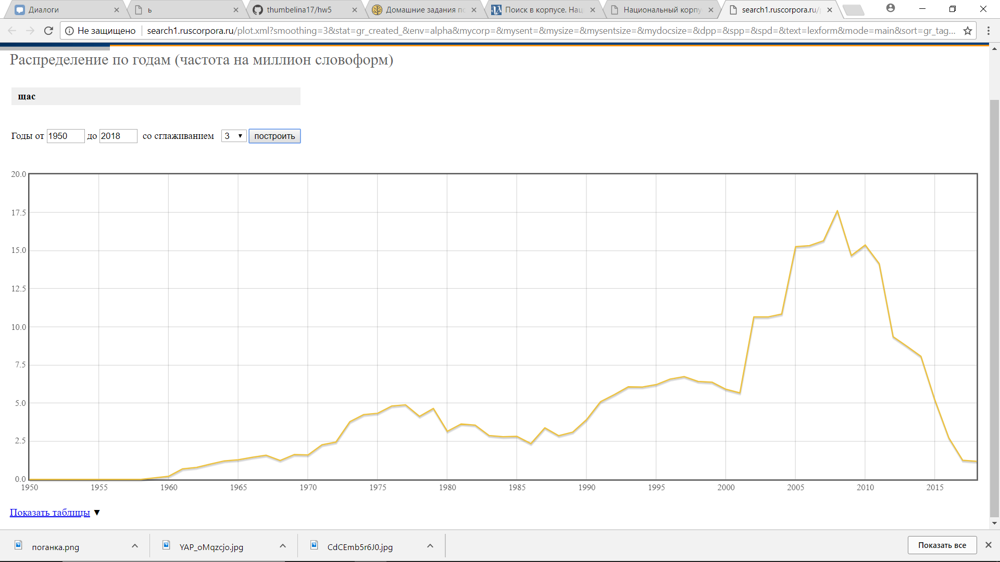 Диалоги
ь
thumbelina17/hw5
Домашние задания по
Поиск в корпусе. Нац
Национальный корпу
search1.ruscorpora.ru/p
Не защищено
search1.ruscorpora.ru/plot.xml?smoothing=3&stat=gr_created_&env=alpha&mycorp=&mysent=&mysize=&mysentsize=&mydocsize=&dpp=&spp=&spd=&text=lexform&mode=main&sort=gr_tag...
Распределение по годам (частота на миллион словоформ)
щас
Годы от 1950 до 2018 со сглаживанием 3 построить
20.0
17.5
15.0
12.5
10.0
7.5
5.0
2.5
0.0
1950 1955 1960 1965 1970 1975 1980 1985 1990 1995 2000 2005 2010 2015
Показать таблицы ▼
поганка.png
YAP_oMqzcjo.jpg
CdCEmb5r6J0.jpg
Показать все